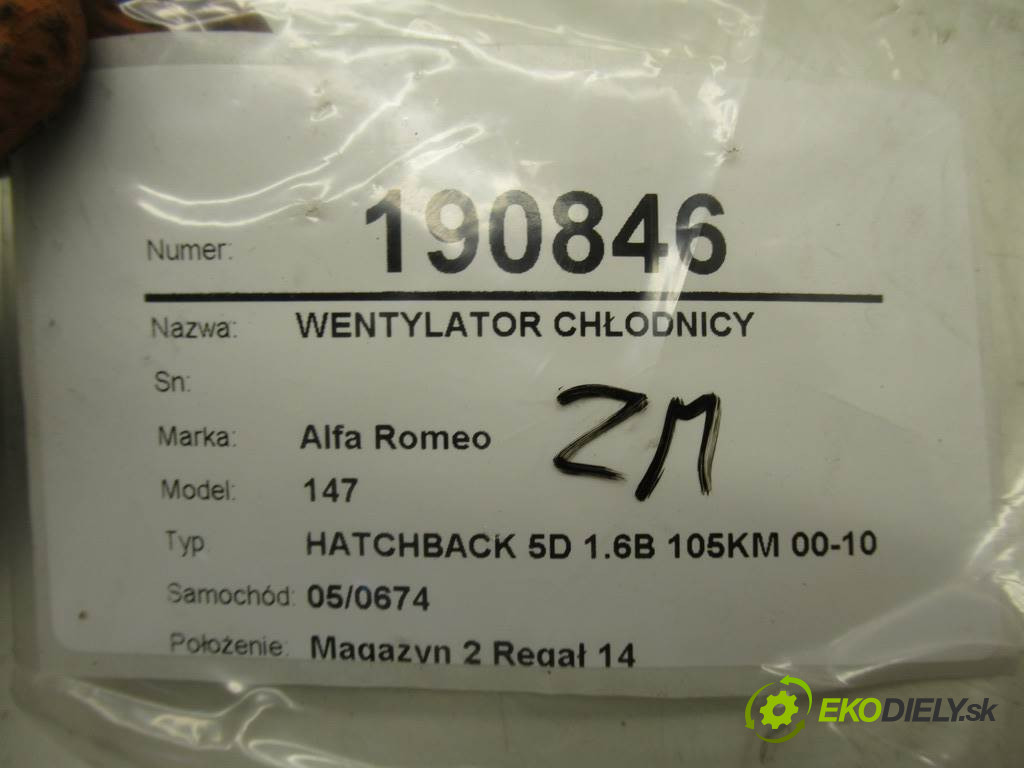 Numer: 190846
Nazwa: WENTYLATOR CHŁODNICY
Sn:
Marka: Alfa Romeo
ZM
Model: 147
Typ HATCHBACK 5D 1.6B 105KM 00-10
Samochód: 05/0674
Położenie: Magazyn 2 Regał 14
EKODIELY.sk